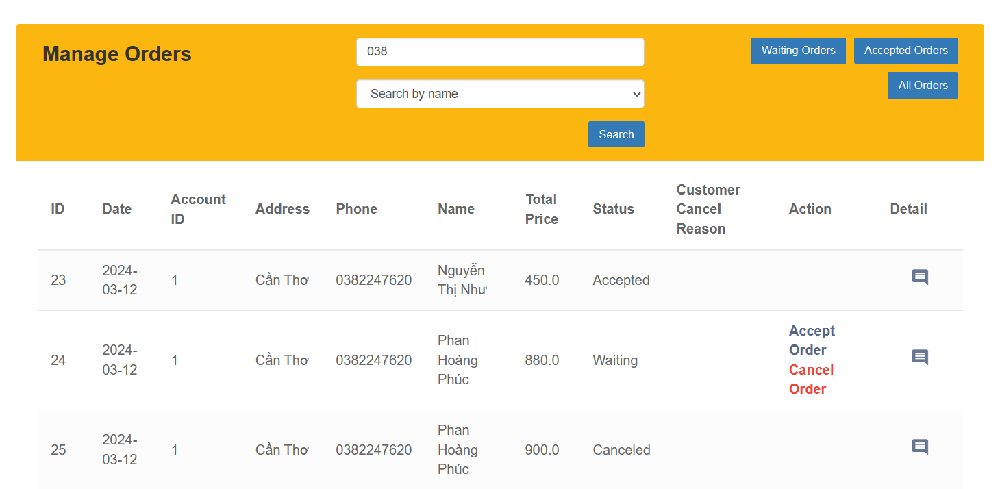 Manage Orders
038
Waiting Orders
Accepted Orders
Search by name
All Orders
Search
ID
Date
Account
ID
Address
Phone
Name
Total
Price
Status
Customer
Cancel
Reason
Action
Detail
23
2024-
03-12
1
Cần Thơ
0382247620
Nguyễn
Thị Như
450.0
Accepted
24
2024-
03-12
1
Cần Thơ
0382247620
Phan
Hoàng
Phúc
880.0
Waiting
Accept
Order
Cancel
Order
25
2024-
03-12
1
Cần Thơ
0382247620
Phan
Hoàng
Phúc
900.0
Canceled